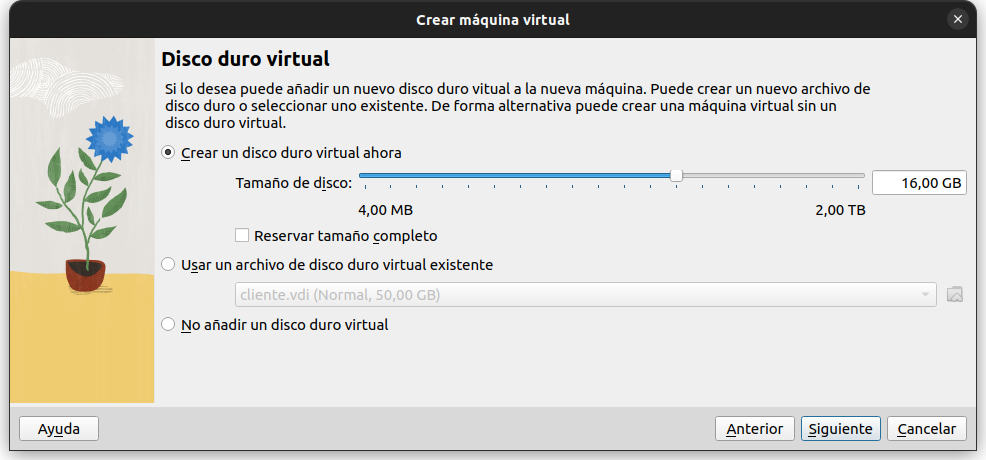 Crear máquina virtual
Disco duro virtual
Si lo desea puede añadir un nuevo disco duro vitual a la nueva máquina. Puede crear un nuevo archivo de
disco duro o seleccionar uno existente. De forma alternativa puede crear una máquina virtual sin un
disco duro virtual.
Crear un disco duro virtual ahora
Tamaño de disco:
16,00 GB
4,00 MB
2,00 TB
Reservar tamaño completo
Usar un archivo de disco duro virtual existente
cliente.vdi (Normal, 50,00 GB)
No añadir un disco duro virtual
Ayuda
Anterior
Siguiente
Cancelar